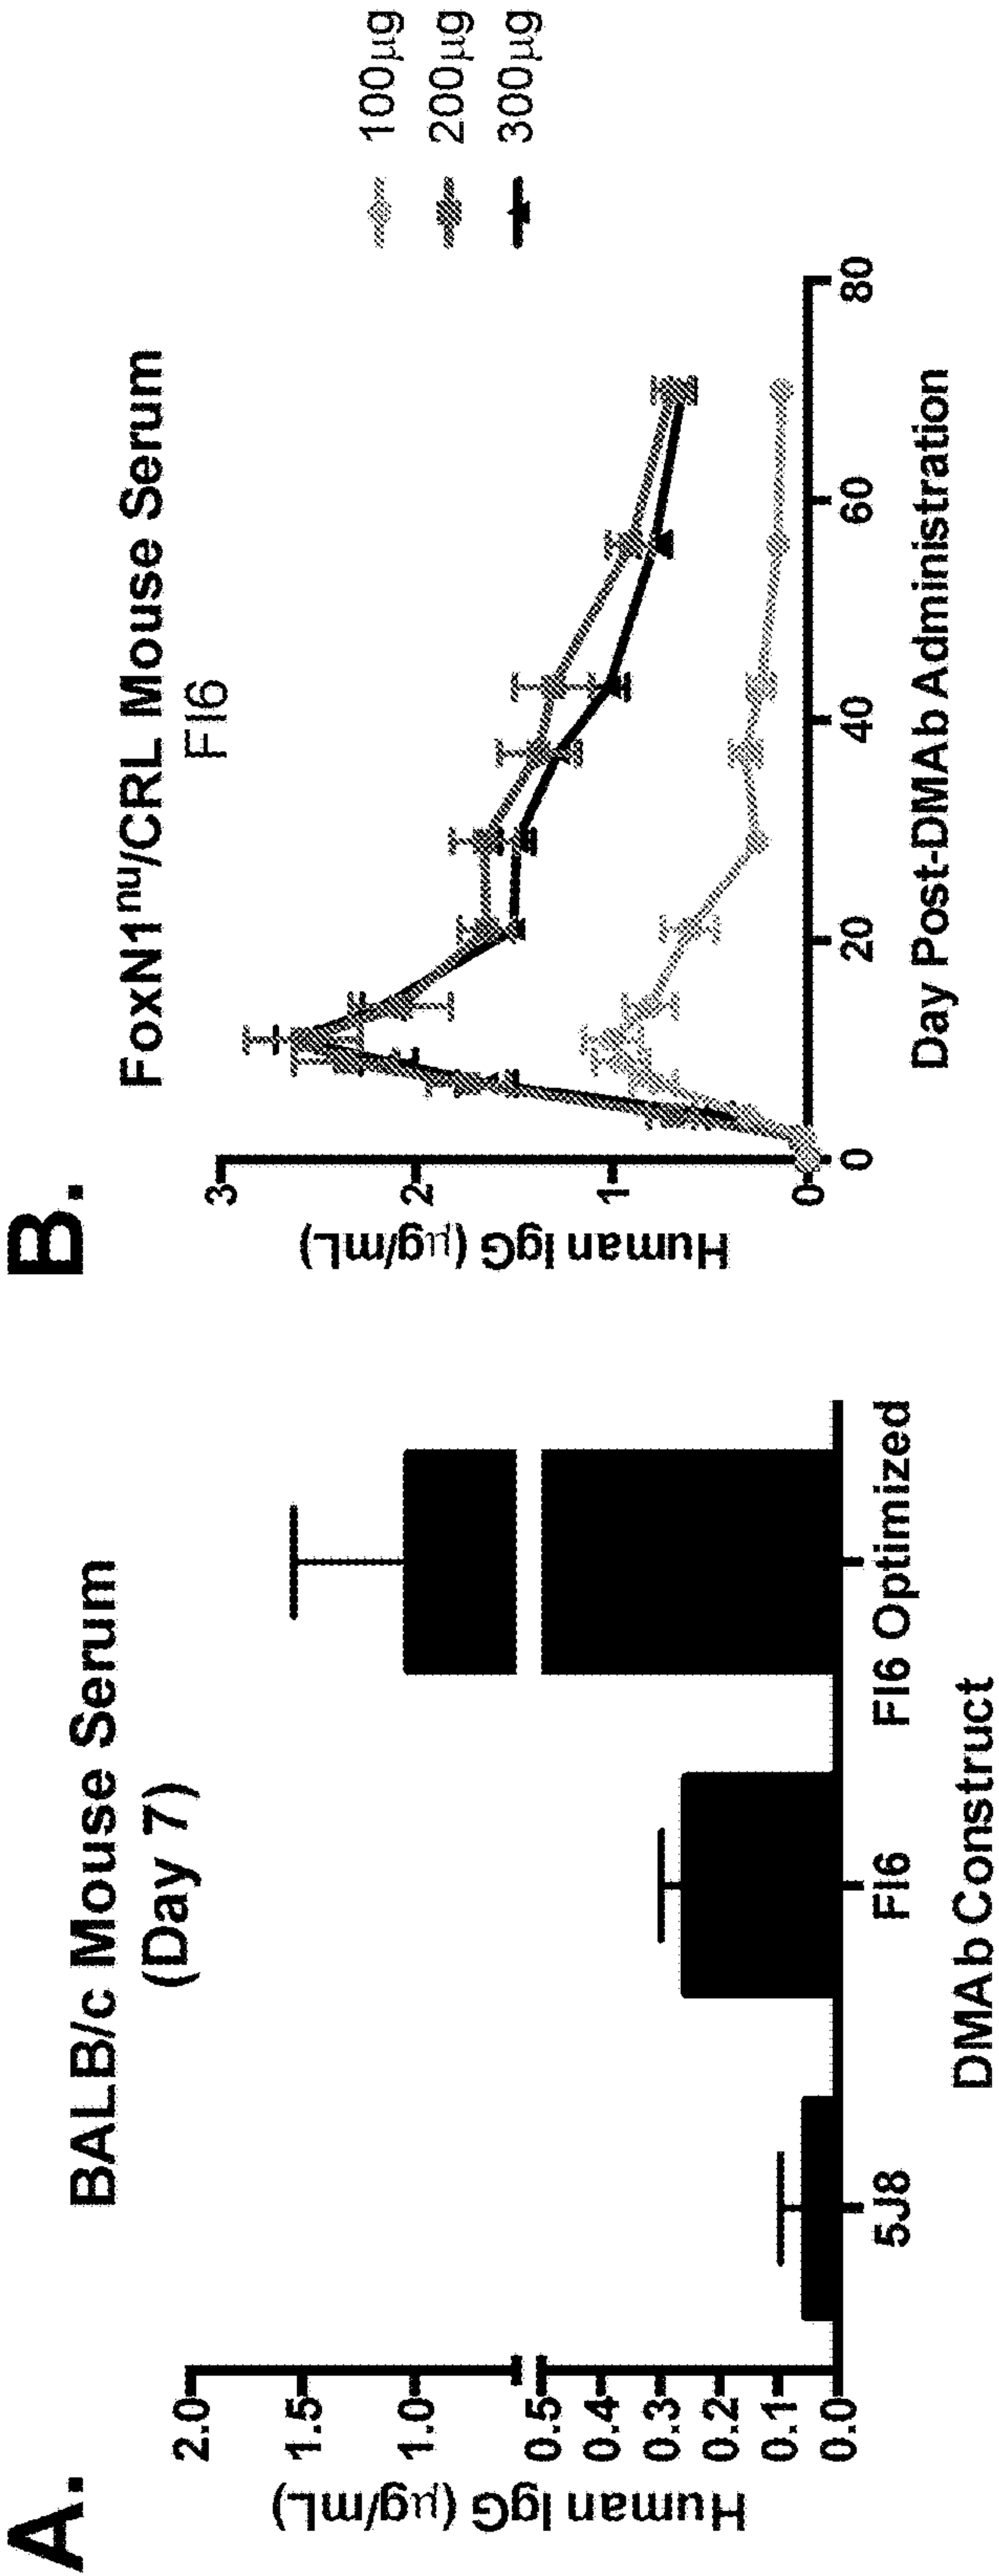 A.
BALB/c Mouse Serum
(Day 7)
Human IgG (μg/mL)
2.0
1.5
1.0
0.5
0.4
0.3
0.2
0.1
0.0
5J8
FI6
FI6 Optimized
DMAb Construct
B.
FoxN1ⁿᵘ/CRL Mouse Serum
FI6
Human IgG (μg/mL)
3
2
1
0
0
20
40
60
80
Day Post-DMAb Administration
100μg
200μg
300μg